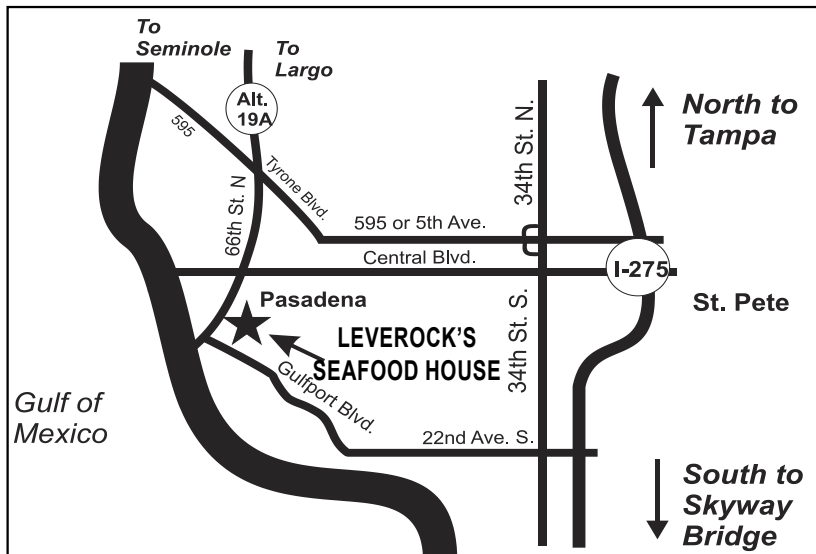 To
Seminole
To
Largo
Alt.
19A
595
Tyrone Blvd.
66th St. N
34th St. N.
North to
Tampa
595 or 5th Ave.
Central Blvd.
I-275
St. Pete
Pasadena
LEVEROCK'S
SEAFOOD HOUSE
34th St. S.
Gulfport Blvd.
Gulf of
Mexico
22nd Ave. S.
South to
Skyway
Bridge